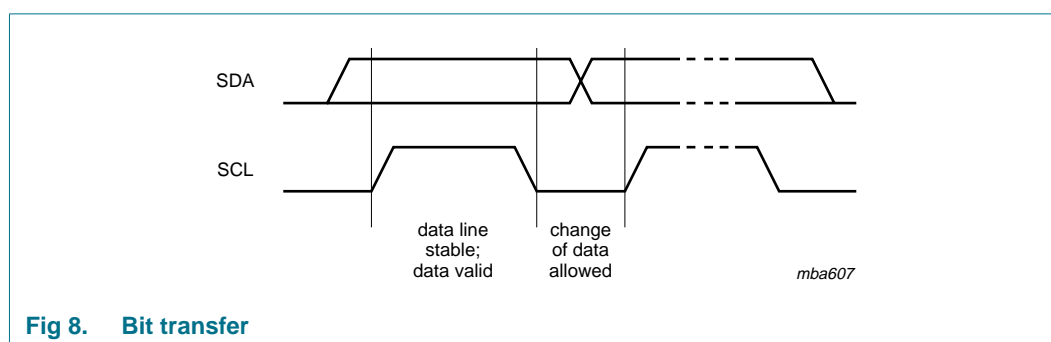 SDA
SCL
data line
stable;
data valid
change
of data
allowed
mba607
Fig 8. Bit transfer